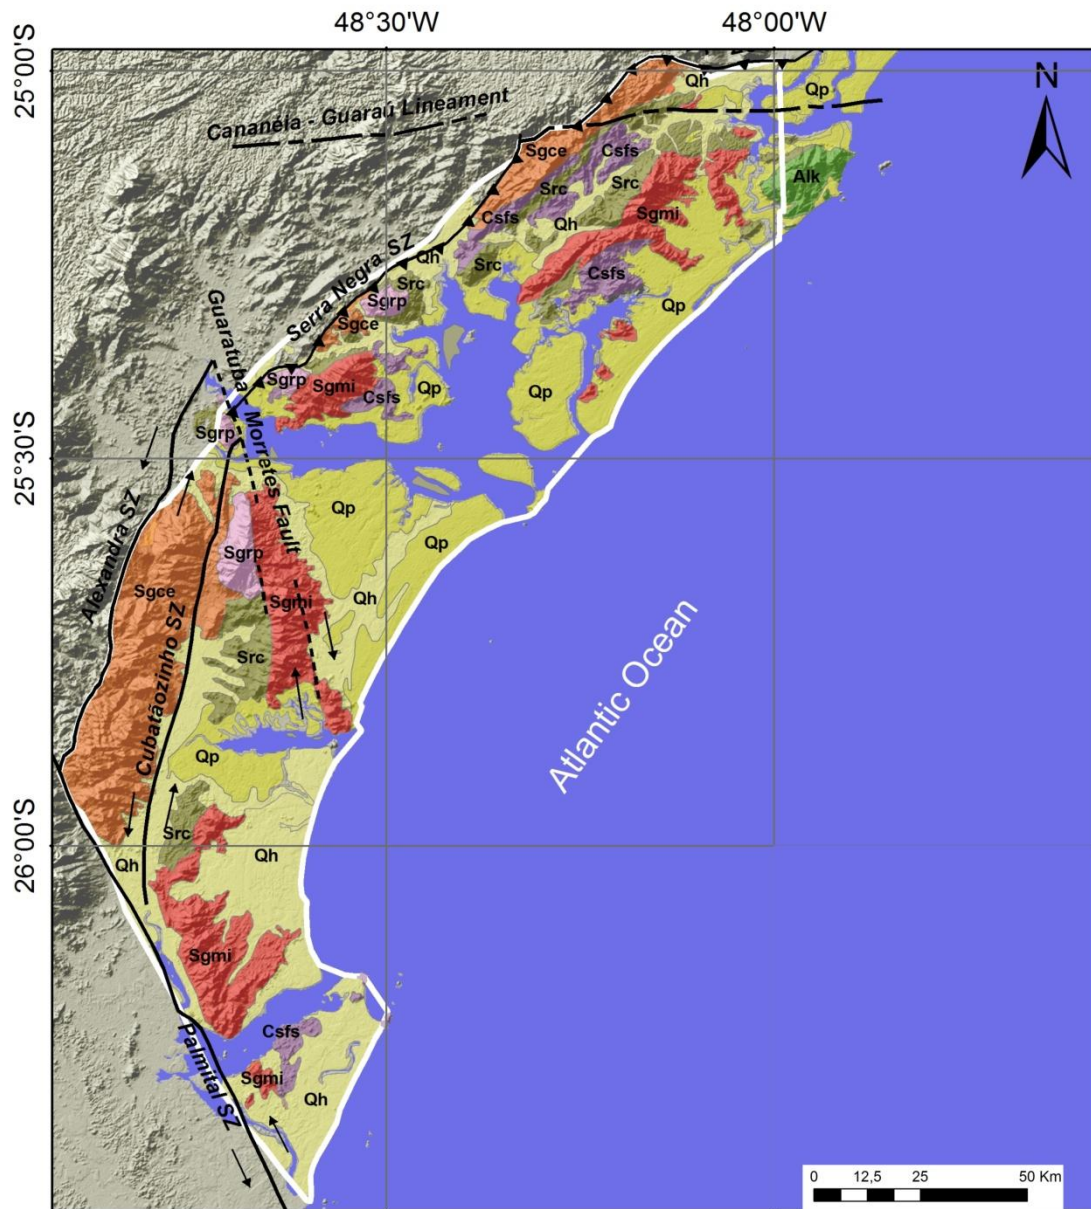 48°30'W
48°00'W
25°00'S
N
Qh
Qp
Cananéia - Guaraú Lineament
Sgce
Csfs
Src
Src
Alk
Csfs
Qh
Sgmi
Serra Negra SZ
Qh
Src
Csfs
Src
Sgrp
Qp
Sgce
Guaratuba - Morretes Fault
Sgrp
Sgmi
Csfs
Qp
Qp
Sgrp
25°30'S
Qp
Qp
Alexandra SZ
Sgrp
Sgce
Sgmi
Qh
Cubatãozinho SZ
Src
Atlantic Ocean
Qp
Src
26°00'S
Qh
Qh
Sgmi
Csfs
Palmital SZ
Sgmi
Qh
0 12,5 25 50 Km